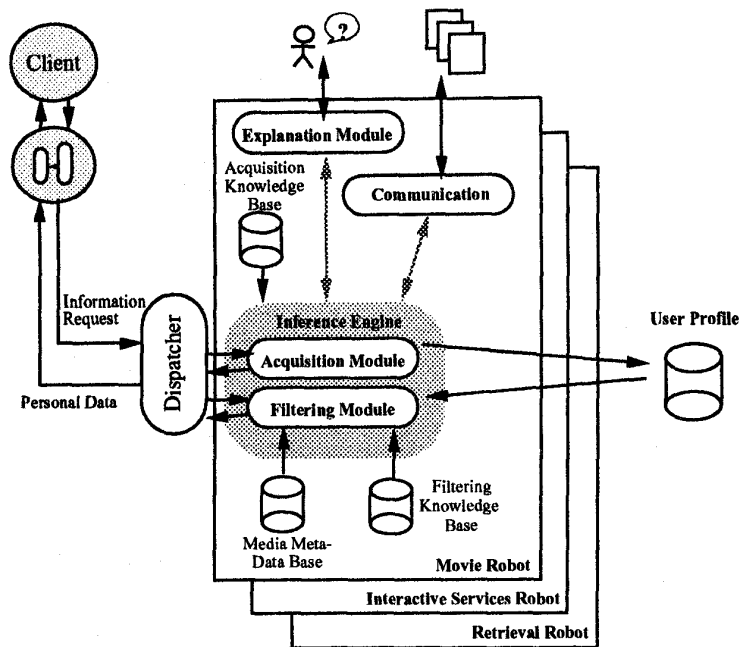 ?
Client
Explanation Module
Acquisition
Knowledge
Base
Communication
Information
Request
Dispatcher
Personal Data
Inference Engine
Acquisition Module
Filtering Module
User Profile
Media Meta-
Data Base
Filtering
Knowledge
Base
Movie Robot
Interactive Services Robot
Retrieval Robot